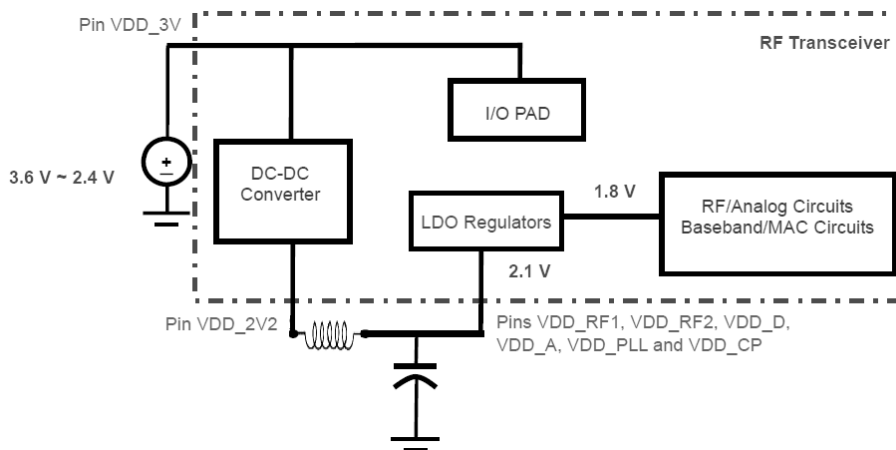 Pin VDD_3V
RF Transceiver
I/O PAD
3.6 V ~ 2.4 V
+
–
DC-DC
Converter
LDO Regulators
1.8 V
RF/Analog Circuits
Baseband/MAC Circuits
2.1 V
Pin VDD_2V2
Pins VDD_RF1, VDD_RF2, VDD_D,
VDD_A, VDD_PLL and VDD_CP